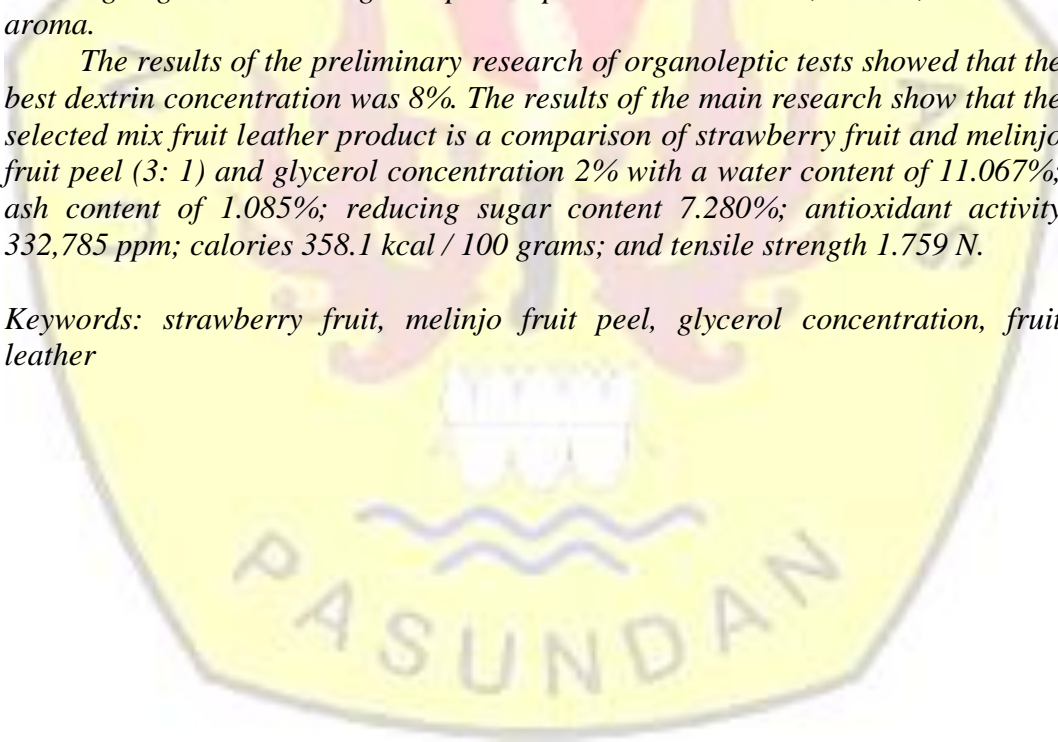 aroma.
The results of the preliminary research of organoleptic tests showed that the
best dextrin concentration was 8%. The results of the main research show that the
selected mix fruit leather product is a comparison of strawberry fruit and melinjo
fruit peel (3: 1) and glycerol concentration 2% with a water content of 11.067%;
ash content of 1.085%; reducing sugar content 7.280%; antioxidant activity
332,785 ppm; calories 358.1 kcal / 100 grams; and tensile strength 1.759 N.
Keywords: strawberry fruit, melinjo fruit peel, glycerol concentration, fruit
leather
PASUNDAN